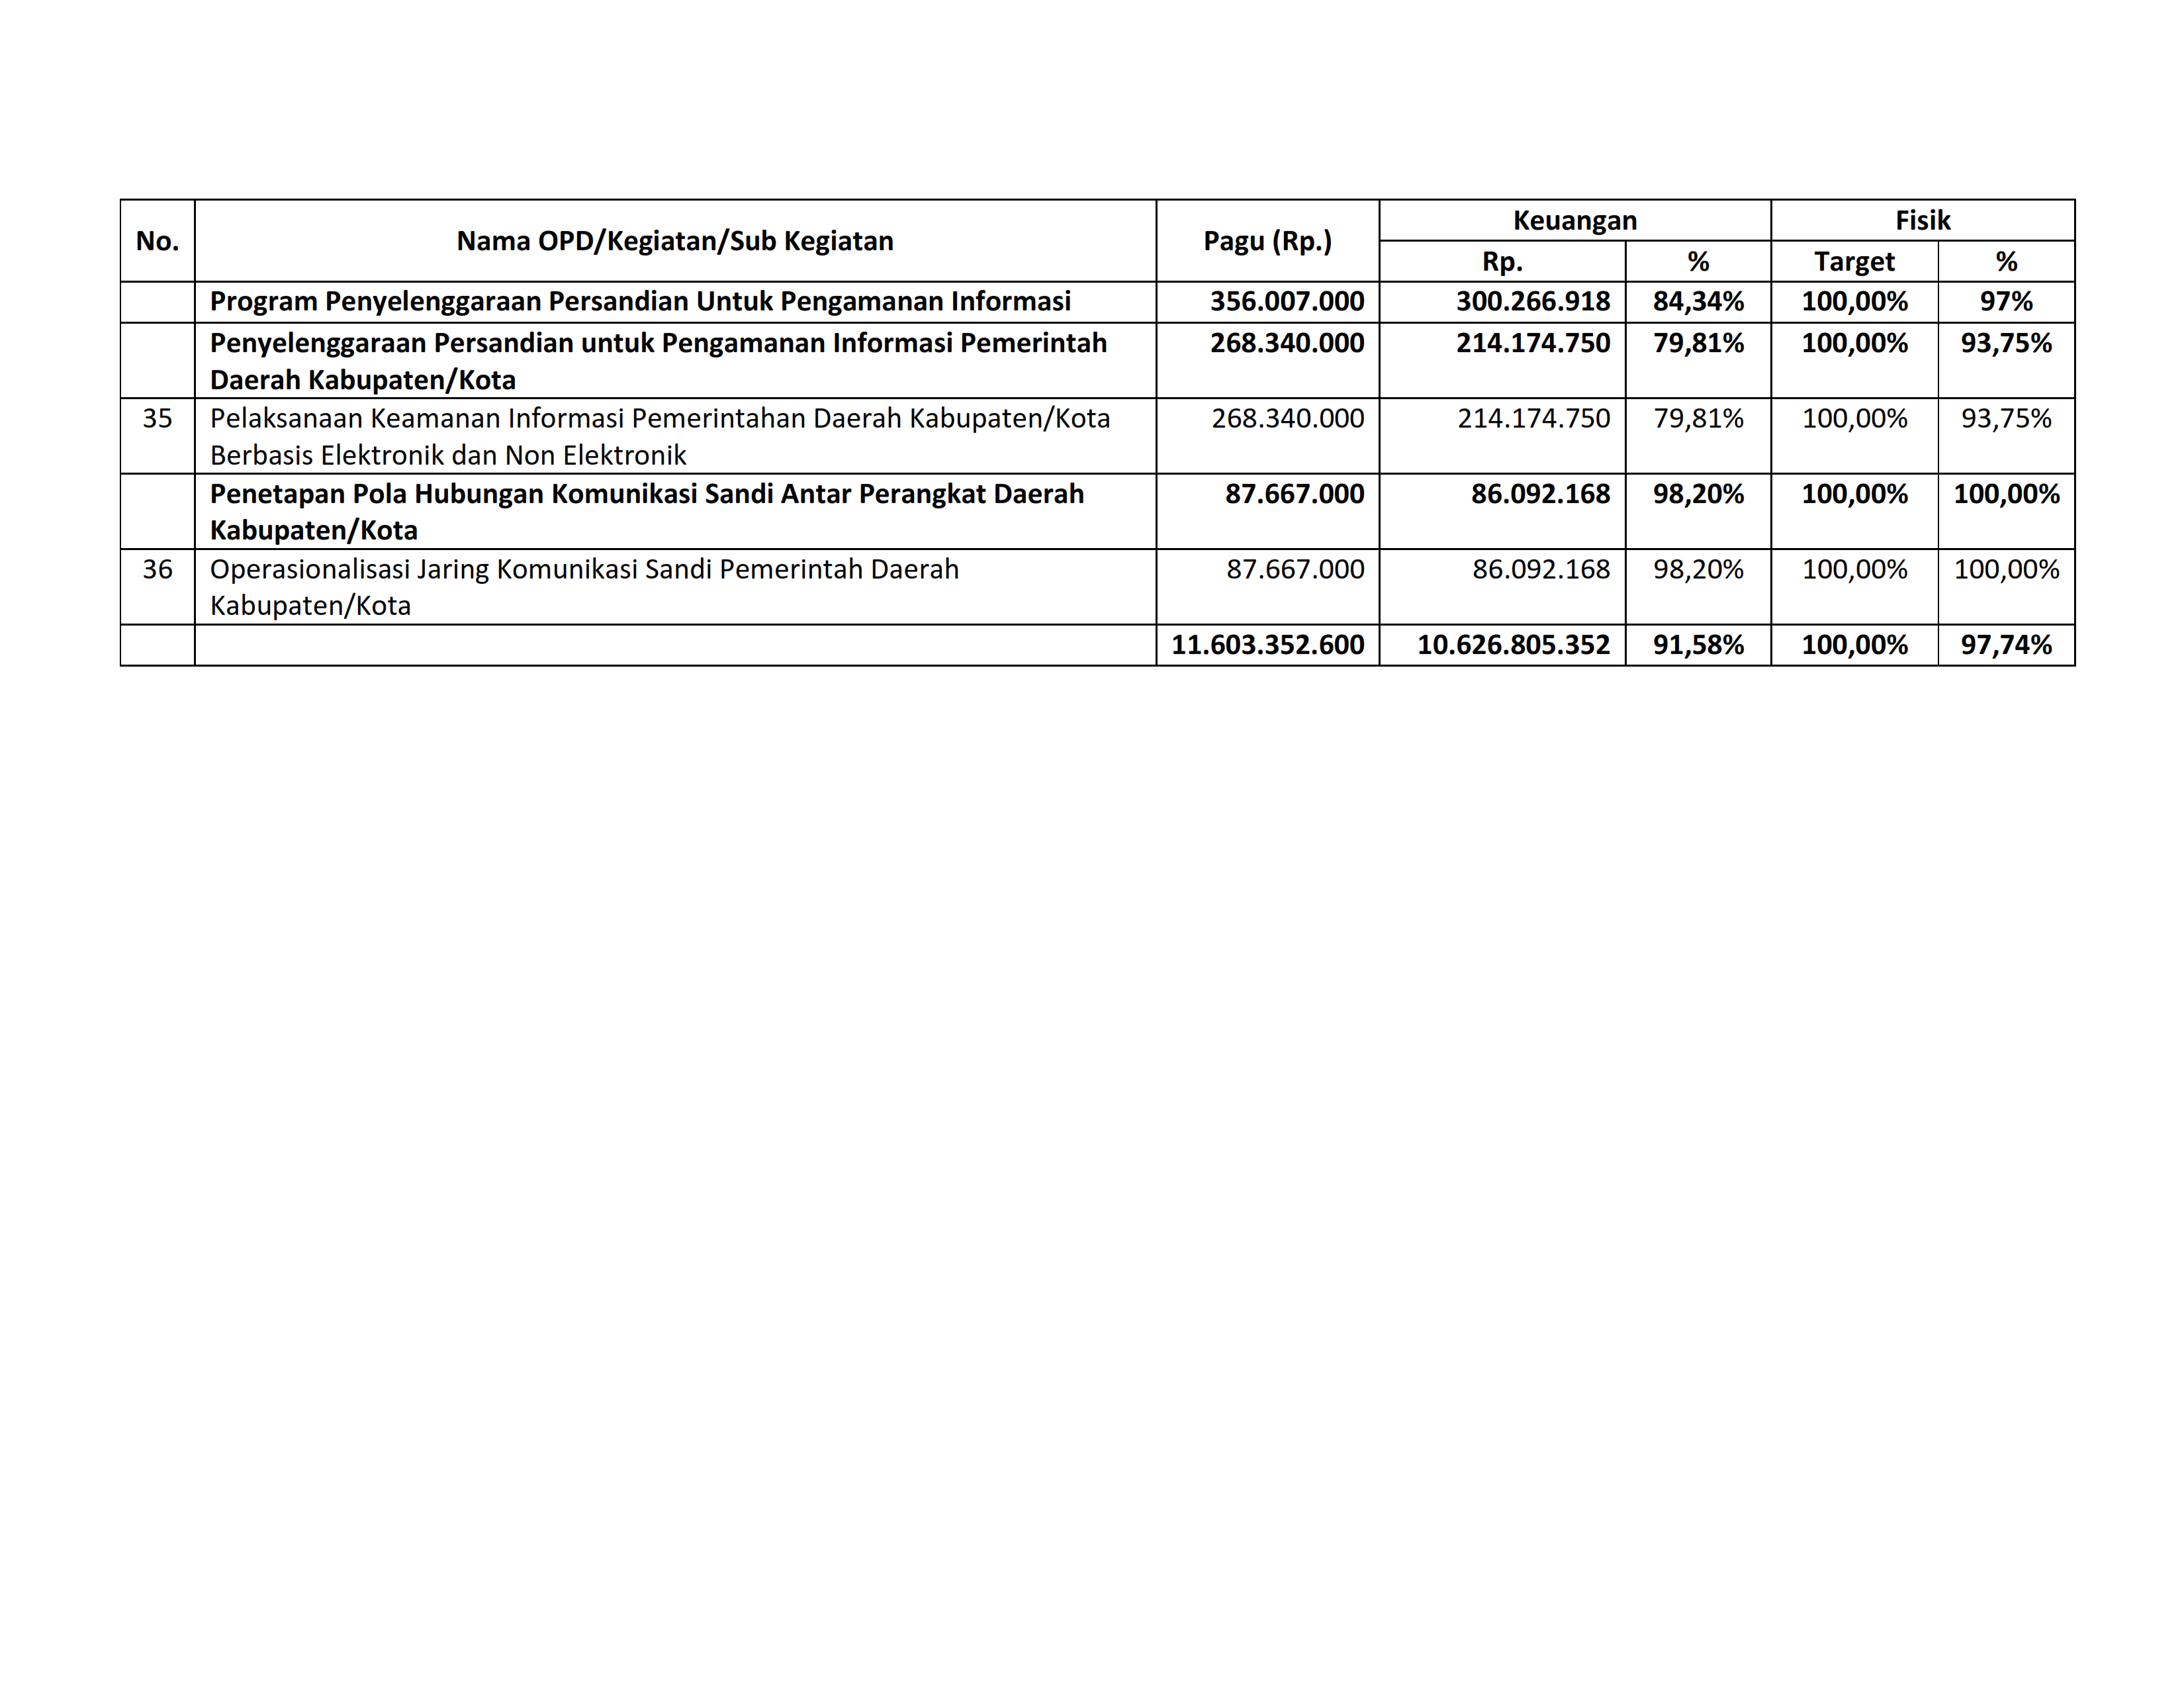 No. Nama OPD/Kegiatan/Sub Kegiatan Pagu (Rp.) Keuangan Fisik
Rp. % Target %
Program Penyelenggaraan Persandian Untuk Pengamanan Informasi 356.007.000 300.266.918 84,34% 100,00% 97%
Penyelenggaraan Persandian untuk Pengamanan Informasi Pemerintah 268.340.000 214.174.750 79,81% 100,00% 93,75%
Daerah Kabupaten/Kota
35 Pelaksanaan Keamanan Informasi Pemerintahan Daerah Kabupaten/Kota 268.340.000 214.174.750 79,81% 100,00% 93,75%
Berbasis Elektronik dan Non Elektronik
Penetapan Pola Hubungan Komunikasi Sandi Antar Perangkat Daerah 87.667.000 86.092.168 98,20% 100,00% 100,00%
Kabupaten/Kota
36 Operasionalisasi Jaring Komunikasi Sandi Pemerintah Daerah 87.667.000 86.092.168 98,20% 100,00% 100,00%
Kabupaten/Kota
11.603.352.600 10.626.805.352 91,58% 100,00% 97,74%